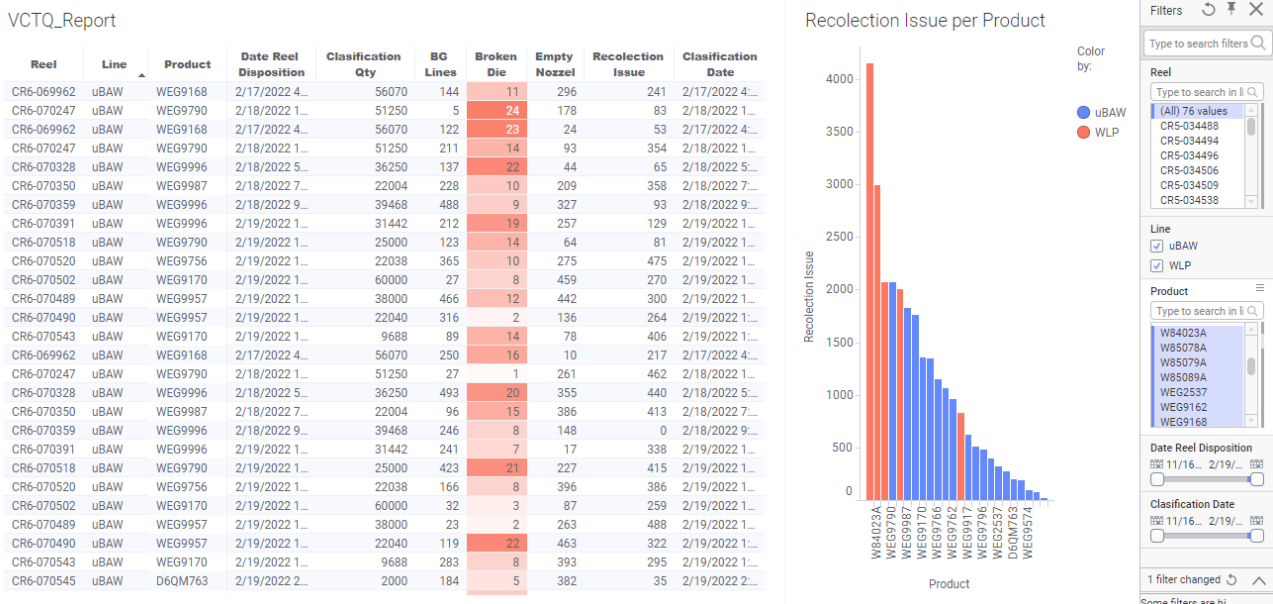 VCTQ_Report
Reel Line Product Date Reel Disposition Clasification Qty BG Lines Broken Die Empty Nozzel Recolection Issue Clasification Date
CR6-069962 uBAW WEG9168 2/17/2022 4... 56070 144 11 296 241 2/17/2022 4:...
CR6-070247 uBAW WEG9790 2/18/2022 1... 51250 5 24 178 83 2/18/2022 1...
CR6-069962 uBAW WEG9168 2/17/2022 4... 56070 122 23 24 53 2/17/2022 4:...
CR6-070247 uBAW WEG9790 2/18/2022 1... 51250 211 14 93 354 2/18/2022 1...
CR6-070328 uBAW WEG9996 2/18/2022 5... 36250 137 22 44 65 2/18/2022 5:...
CR6-070350 uBAW WEG9987 2/18/2022 7... 22004 228 10 209 358 2/18/2022 7:...
CR6-070359 uBAW WEG9996 2/18/2022 9... 39468 488 9 327 93 2/18/2022 9:...
CR6-070391 uBAW WEG9996 2/19/2022 1... 31442 212 19 257 129 2/19/2022 1...
CR6-070518 uBAW WEG9790 2/19/2022 1... 25000 123 14 64 81 2/19/2022 1...
CR6-070520 uBAW WEG9756 2/19/2022 1... 22038 365 10 275 475 2/19/2022 1...
CR6-070502 uBAW WEG9170 2/19/2022 1... 60000 27 8 459 270 2/19/2022 1...
CR6-070489 uBAW WEG9957 2/19/2022 1... 38000 466 12 442 300 2/19/2022 1...
CR6-070490 uBAW WEG9957 2/19/2022 1... 22040 316 2 136 264 2/19/2022 1:...
CR6-070543 uBAW WEG9170 2/19/2022 1... 9688 89 14 78 406 2/19/2022 1:...
CR6-069962 uBAW WEG9168 2/17/2022 4... 56070 250 16 10 217 2/17/2022 4:...
CR6-070247 uBAW WEG9790 2/18/2022 1... 51250 27 1 261 462 2/18/2022 1...
CR6-070328 uBAW WEG9996 2/18/2022 5... 36250 493 20 355 440 2/18/2022 5:...
CR6-070350 uBAW WEG9987 2/18/2022 7... 22004 96 15 386 413 2/18/2022 7:...
CR6-070359 uBAW WEG9996 2/18/2022 9... 39468 246 8 148 0 2/18/2022 9:...
CR6-070391 uBAW WEG9996 2/19/2022 1... 31442 241 7 17 338 2/19/2022 1...
CR6-070518 uBAW WEG9790 2/19/2022 1... 25000 423 21 227 415 2/19/2022 1...
CR6-070520 uBAW WEG9756 2/19/2022 1... 22038 166 8 396 386 2/19/2022 1...
CR6-070502 uBAW WEG9170 2/19/2022 1... 60000 32 3 87 259 2/19/2022 1...
CR6-070489 uBAW WEG9957 2/19/2022 1... 38000 23 2 263 488 2/19/2022 1...
CR6-070490 uBAW WEG9957 2/19/2022 1... 22040 119 22 463 322 2/19/2022 1:...
CR6-070543 uBAW WEG9170 2/19/2022 1... 9688 283 8 393 295 2/19/2022 1:...
CR6-070545 uBAW D6QM763 2/19/2022 2... 2000 184 5 382 35 2/19/2022 2:...
Recolection Issue per Product
Recolection Issue
4000
3500
3000
2500
2000
1500
1000
500
0
W84023A
WEG9790
WEG9987
WEG9170
WEG9766
WEG9762
WEG9917
WEG9796
WEG2537
D6QM763
WEG9574
Product
Color
by:
uBAW
WLP
Filters
Type to search filters
Reel
Type to search in li
(All) 76 values
CR5-034488
CR5-034494
CR5-034496
CR5-034506
CR5-034509
CR5-034538
Line
uBAW
WLP
Product
Type to search in li
W84023A
W85078A
W85079A
W85089A
WEG2537
WEG9162
WEG9168
Date Reel Disposition
11/16... 2/19/...
Clasification Date
11/16... 2/19/...
1 filter changed
Some filters are hi